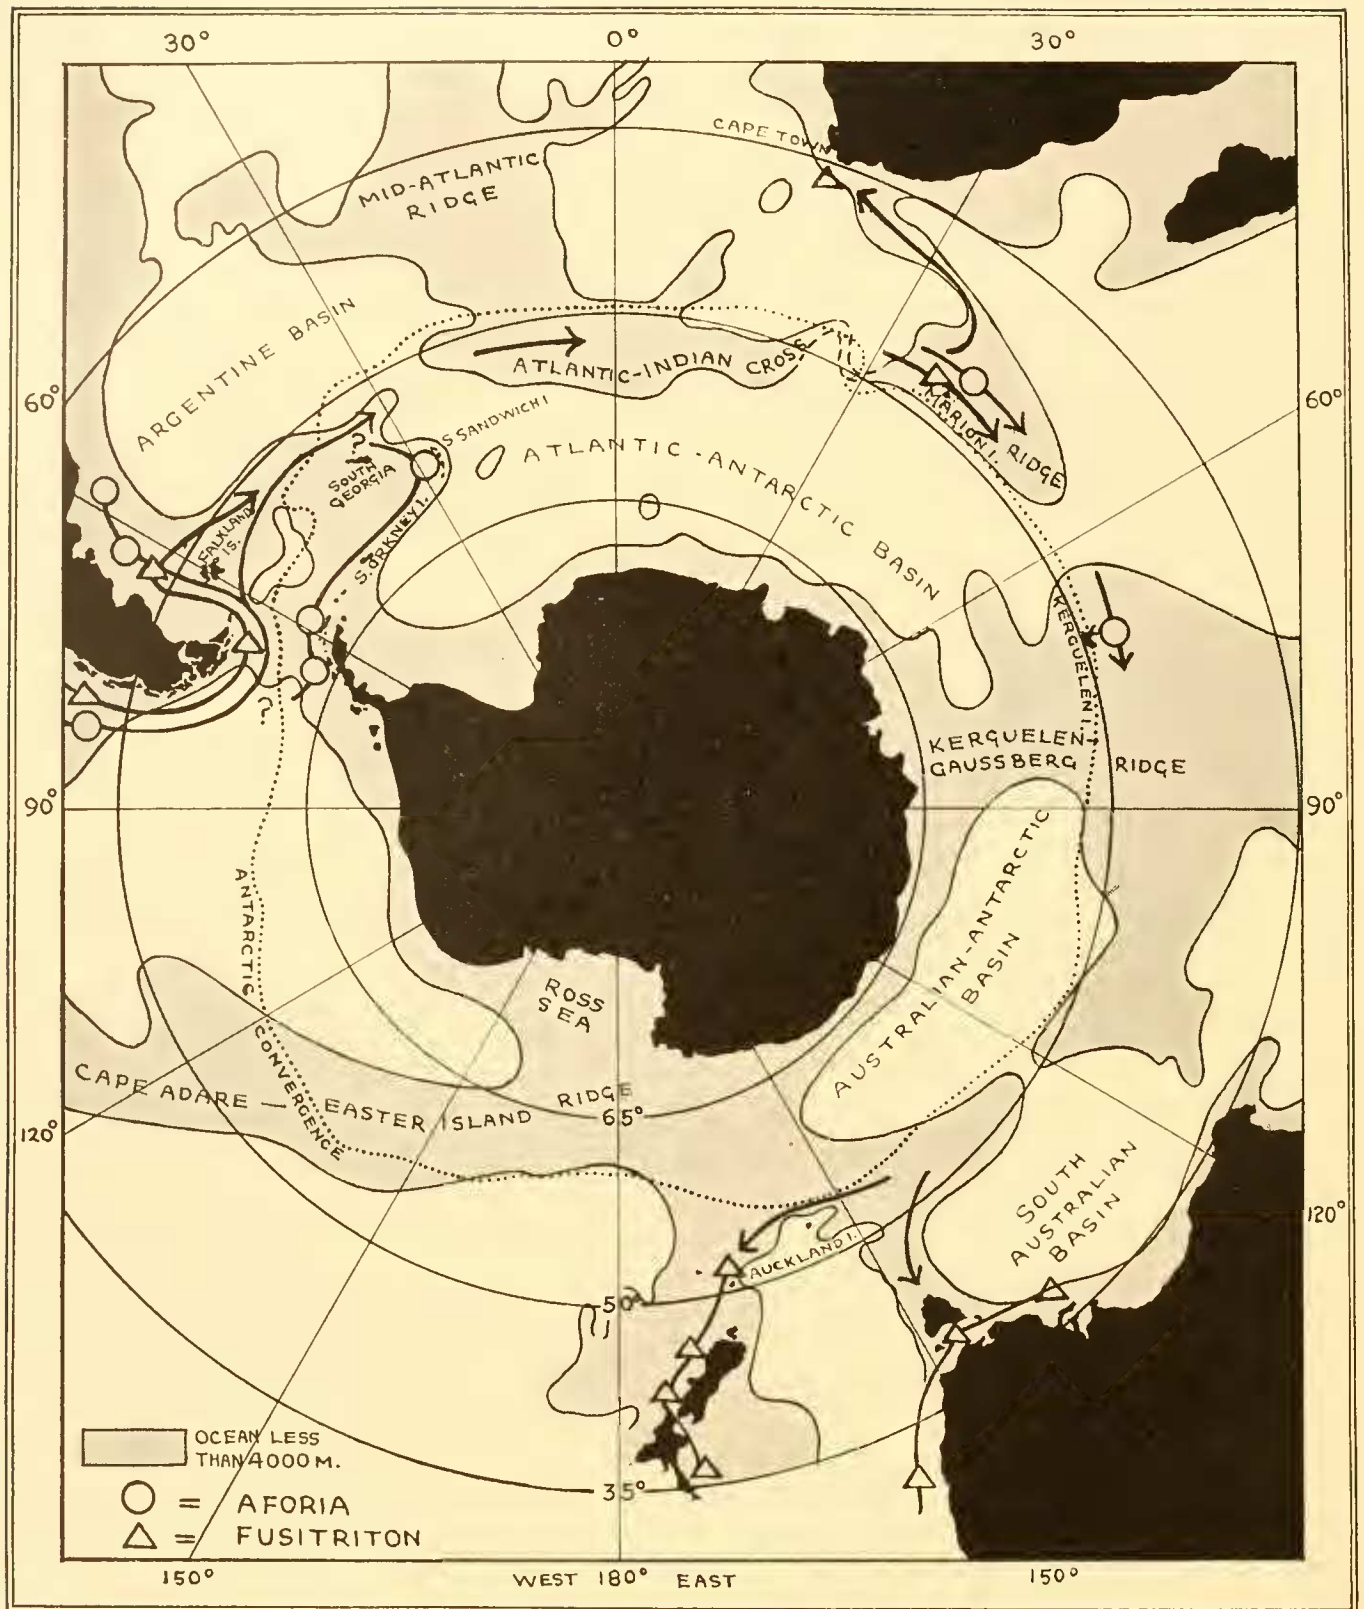 30°
0°
30°
CAPE TOWN
MID-ATLANTIC
RIDGE
ARGENTINE BASIN
ATLANTIC-INDIAN CROSS
60°
60°
S SANDWICH I
MARION I.
RIDGE
ATLANTIC-ANTARCTIC BASIN
?
SOUTH
GEORGIA
FALKLAND
IS.
S. ORKNEY I.
KERGUELEN I.
?
KERGUELEN-
GAUSSBERG RIDGE
90°
90°
ANTARCTIC
CONVERGENCE
AUSTRALIAN-ANTARCTIC
BASIN
ROSS
SEA
CAPE ADARE — EASTER ISLAND RIDGE
65°
120°
SOUTH
AUSTRALIAN
BASIN
120°
AUCKLAND I.
50°
OCEAN LESS
THAN 4000 M.
35°
= AFORIA
= FUSITRITON
150°
WEST 180° EAST
150°